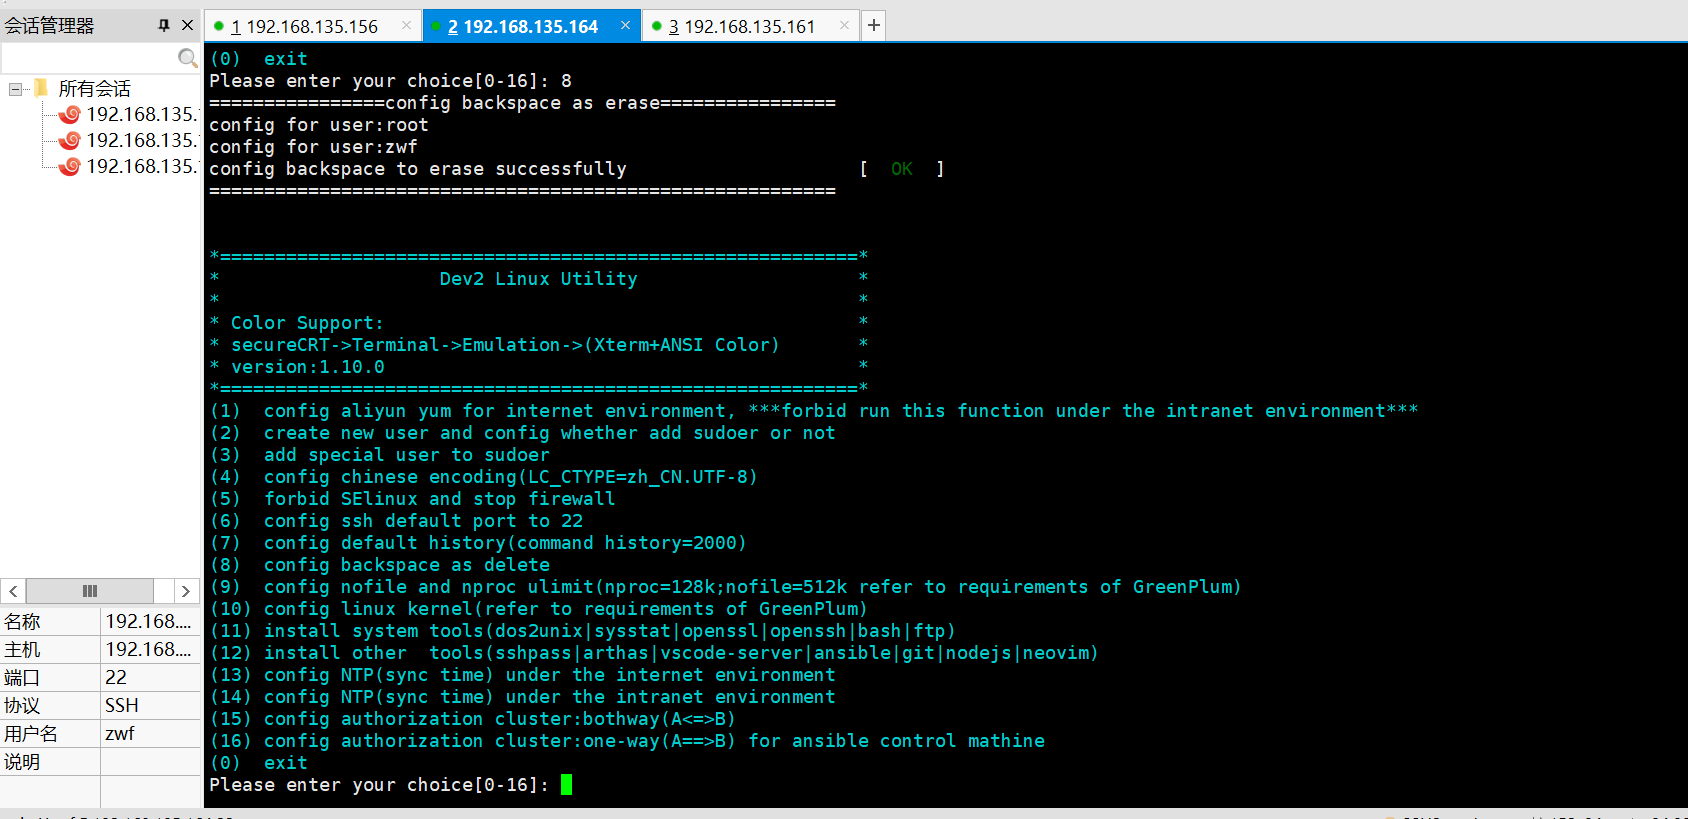 会话管理器
1 192.168.135.156
2 192.168.135.164
3 192.168.135.161
所有会话
192.168.135.
192.168.135.
192.168.135.
名称 192.168....
主机 192.168....
端口 22
协议 SSH
用户名 zwf
说明
(0)  exit
Please enter your choice[0-16]: 8
================config backspace as erase================
config for user:root
config for user:zwf
config backspace to erase successfully                     [  OK  ]
=========================================================
*==========================================================*
*                    Dev2 Linux Utility                    *
*                                                          *
* Color Support:                                           *
* secureCRT->Terminal->Emulation->(Xterm+ANSI Color)       *
* version:1.10.0                                           *
*==========================================================*
(1)  config aliyun yum for internet environment, ***forbid run this function under the intranet environment***
(2)  create new user and config whether add sudoer or not
(3)  add special user to sudoer
(4)  config chinese encoding(LC_CTYPE=zh_CN.UTF-8)
(5)  forbid SElinux and stop firewall
(6)  config ssh default port to 22
(7)  config default history(command history=2000)
(8)  config backspace as delete
(9)  config nofile and nproc ulimit(nproc=128k;nofile=512k refer to requirements of GreenPlum)
(10) config linux kernel(refer to requirements of GreenPlum)
(11) install system tools(dos2unix|sysstat|openssl|openssh|bash|ftp)
(12) install other  tools(sshpass|arthas|vscode-server|ansible|git|nodejs|neovim)
(13) config NTP(sync time) under the internet environment
(14) config NTP(sync time) under the intranet environment
(15) config authorization cluster:bothway(A<=>B)
(16) config authorization cluster:one-way(A==>B) for ansible control mathine
(0)  exit
Please enter your choice[0-16]: